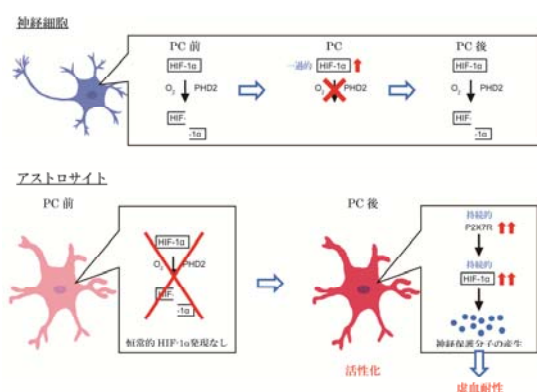 神経細胞
PC 前
PC
PC 後
HIF-1α
一過的 HIF-1α
HIF-1α
O2 PHD2
O2 PHD2
O2 PHD2
HIF-
-1α
HIF-
-1α
アストロサイト
PC 前
PC 後
HIF-1α
O2 PHD2
HIF-
-1α
恒常的 HIF-1α発現なし
持続的
P2X7R
持続的
HIF-1α
神経保護分子の産生
活性化
虚血耐性